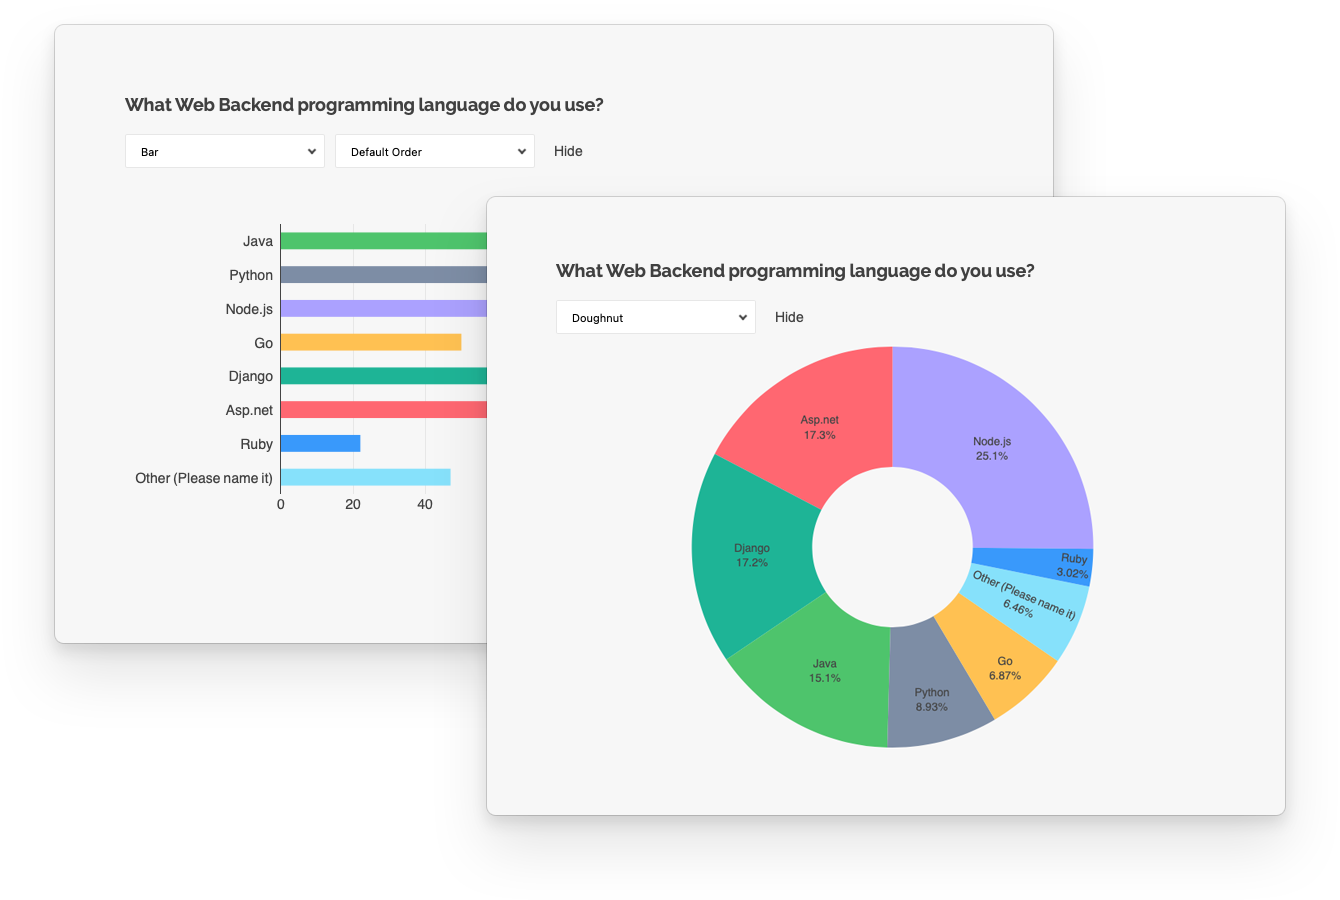 What Web Backend programming language do you use?
Bar
Default Order
Hide
Java
Python
Node.js
Go
Django
Asp.net
Ruby
Other (Please name it)
0
20
40
What Web Backend programming language do you use?
Doughnut
Hide
Asp.net
17.3%
Node.js
25.1%
Django
17.2%
Ruby
3.02%
Other (Please name it)
6.46%
Java
15.1%
Go
6.87%
Python
8.93%